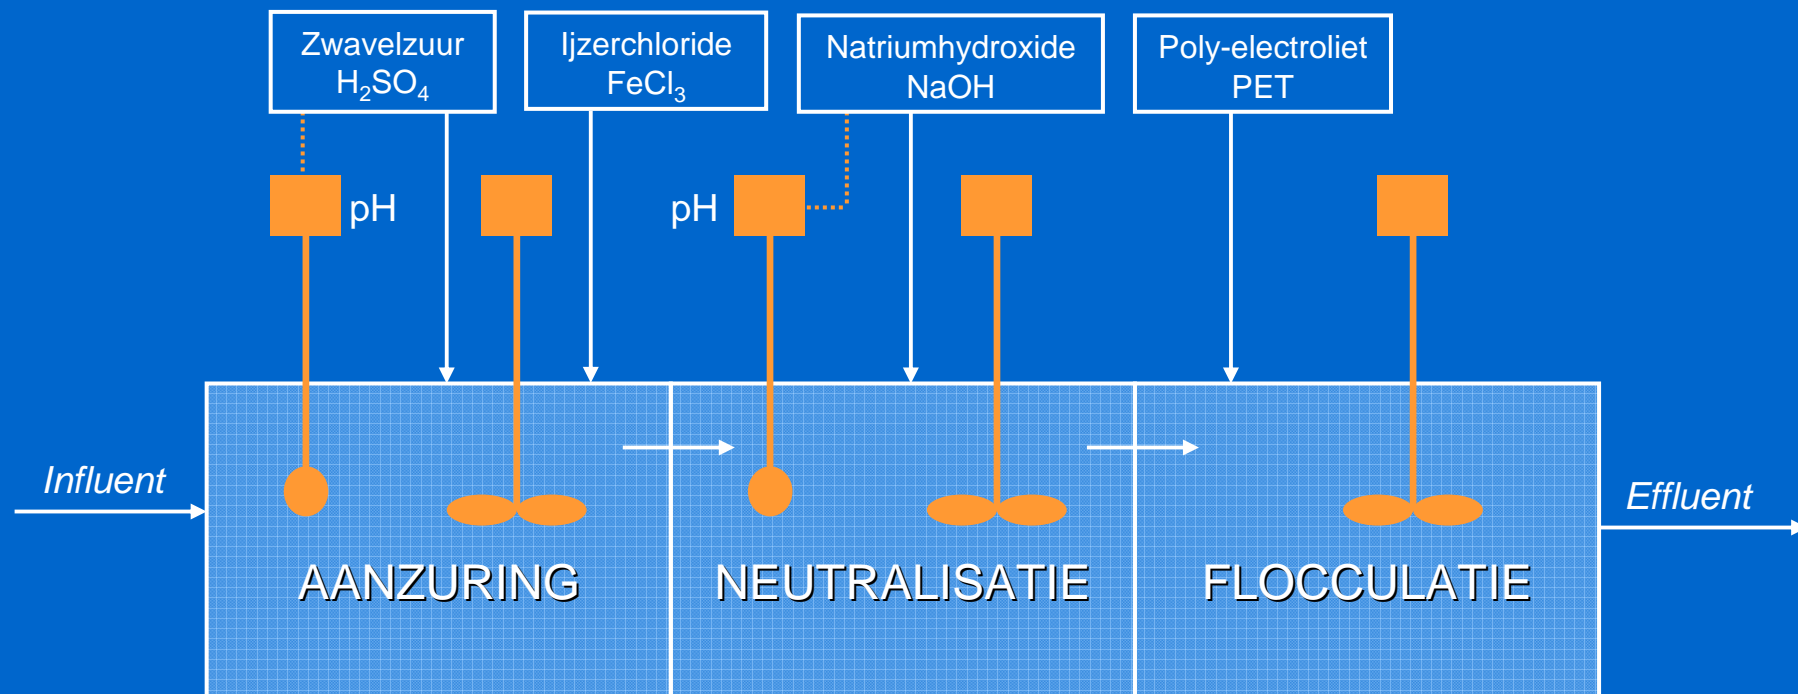 Zwavelzuur
H₂SO₄
Ijzerchloride
FeCl₃
Natriumhydroxide
NaOH
Poly-electroliet
PET
pH
pH
Influent
Effluent
AANZURING
NEUTRALISATIE
FLOCCULATIE